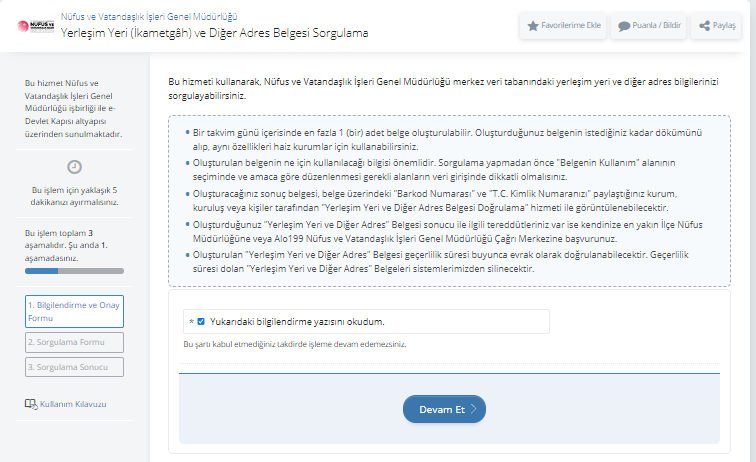 NÜFUS VE
Nüfus ve Vatandaşlık İşleri Genel Müdürlüğü
Yerleşim Yeri (İkametgâh) ve Diğer Adres Belgesi Sorgulama
Favorilerime Ekle
Puanla / Bildir
Paylaş
Bu hizmet Nüfus ve
Vatandaşlık İşleri Genel
Müdürlüğü işbirliği ile e-
Devlet Kapısı altyapısı
üzerinden sunulmaktadır.
Bu işlem için yaklaşık 5
dakikanızı ayırmalısınız.
Bu işlem toplam 3
aşamalıdır. Şu anda 1.
aşamadasınız.
1. Bilgilendirme ve Onay
Formu
2. Sorgulama Formu
3. Sorgulama Sonucu
Kullanım Kılavuzu
Bu hizmeti kullanarak, Nüfus ve Vatandaşlık İşleri Genel Müdürlüğü merkez veri tabanındaki yerleşim yeri ve diğer adres bilgilerinizi
sorgulayabilirsiniz.
• Bir takvim günü içerisinde en fazla 1 (bir) adet belge oluşturulabilir. Oluşturduğunuz belgenin istediğiniz kadar dökümünü
alıp, aynı özellikleri haiz kurumlar için kullanabilirsiniz.
• Oluşturulan belgenin ne için kullanılacağı bilgisi önemlidir. Sorgulama yapmadan önce "Belgenin Kullanım" alanının
seçiminde ve amaca göre düzenlenmesi gerekli alanların veri girişinde dikkatli olmalısınız.
• Oluşturacağınız sonuç belgesi, belge üzerindeki "Barkod Numarası" ve "T.C. Kimlik Numaranızı" paylaştığınız kurum,
kuruluş veya kişiler tarafından "Yerleşim Yeri ve Diğer Adres Belgesi Doğrulama" hizmeti ile görüntülenebilecektir.
• Oluşturduğunuz "Yerleşim Yeri ve Diğer Adres" Belgesi sonucu ile ilgili tereddütleriniz var ise kendinize en yakın İlçe Nüfus
Müdürlüğüne veya Alo199 Nüfus ve Vatandaşlık İşleri Genel Müdürlüğü Çağrı Merkezine başvurunuz.
• Oluşturulan "Yerleşim Yeri ve Diğer Adres" Belgesi geçerlilik süresi boyunca evrak olarak doğrulanabilecektir. Geçerlilik
süresi dolan "Yerleşim Yeri ve Diğer Adres" Belgeleri sistemlerimizden silinecektir.
* Yukarıdaki bilgilendirme yazısını okudum.
Bu şartı kabul etmediğiniz takdirde işleme devam edemezsiniz.
Devam Et